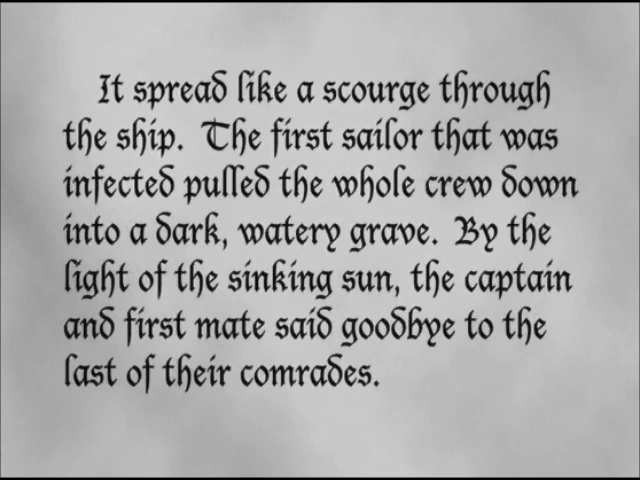 It spread like a scourge through
the ship. The first sailor that was
infected pulled the whole crew down
into a dark, watery grave. By the
light of the sinking sun, the captain
and first mate said goodbye to the
last of their comrades.